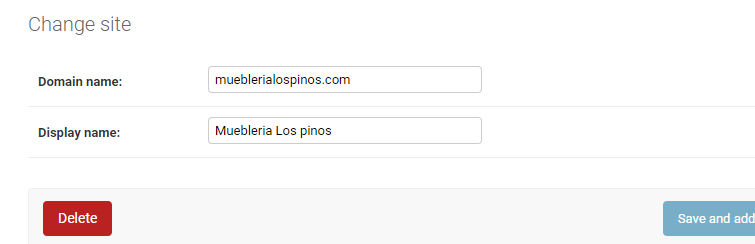 Change site
Domain name: mueblerialospinos.com
Display name: Muebleria Los pinos
Delete Save and add